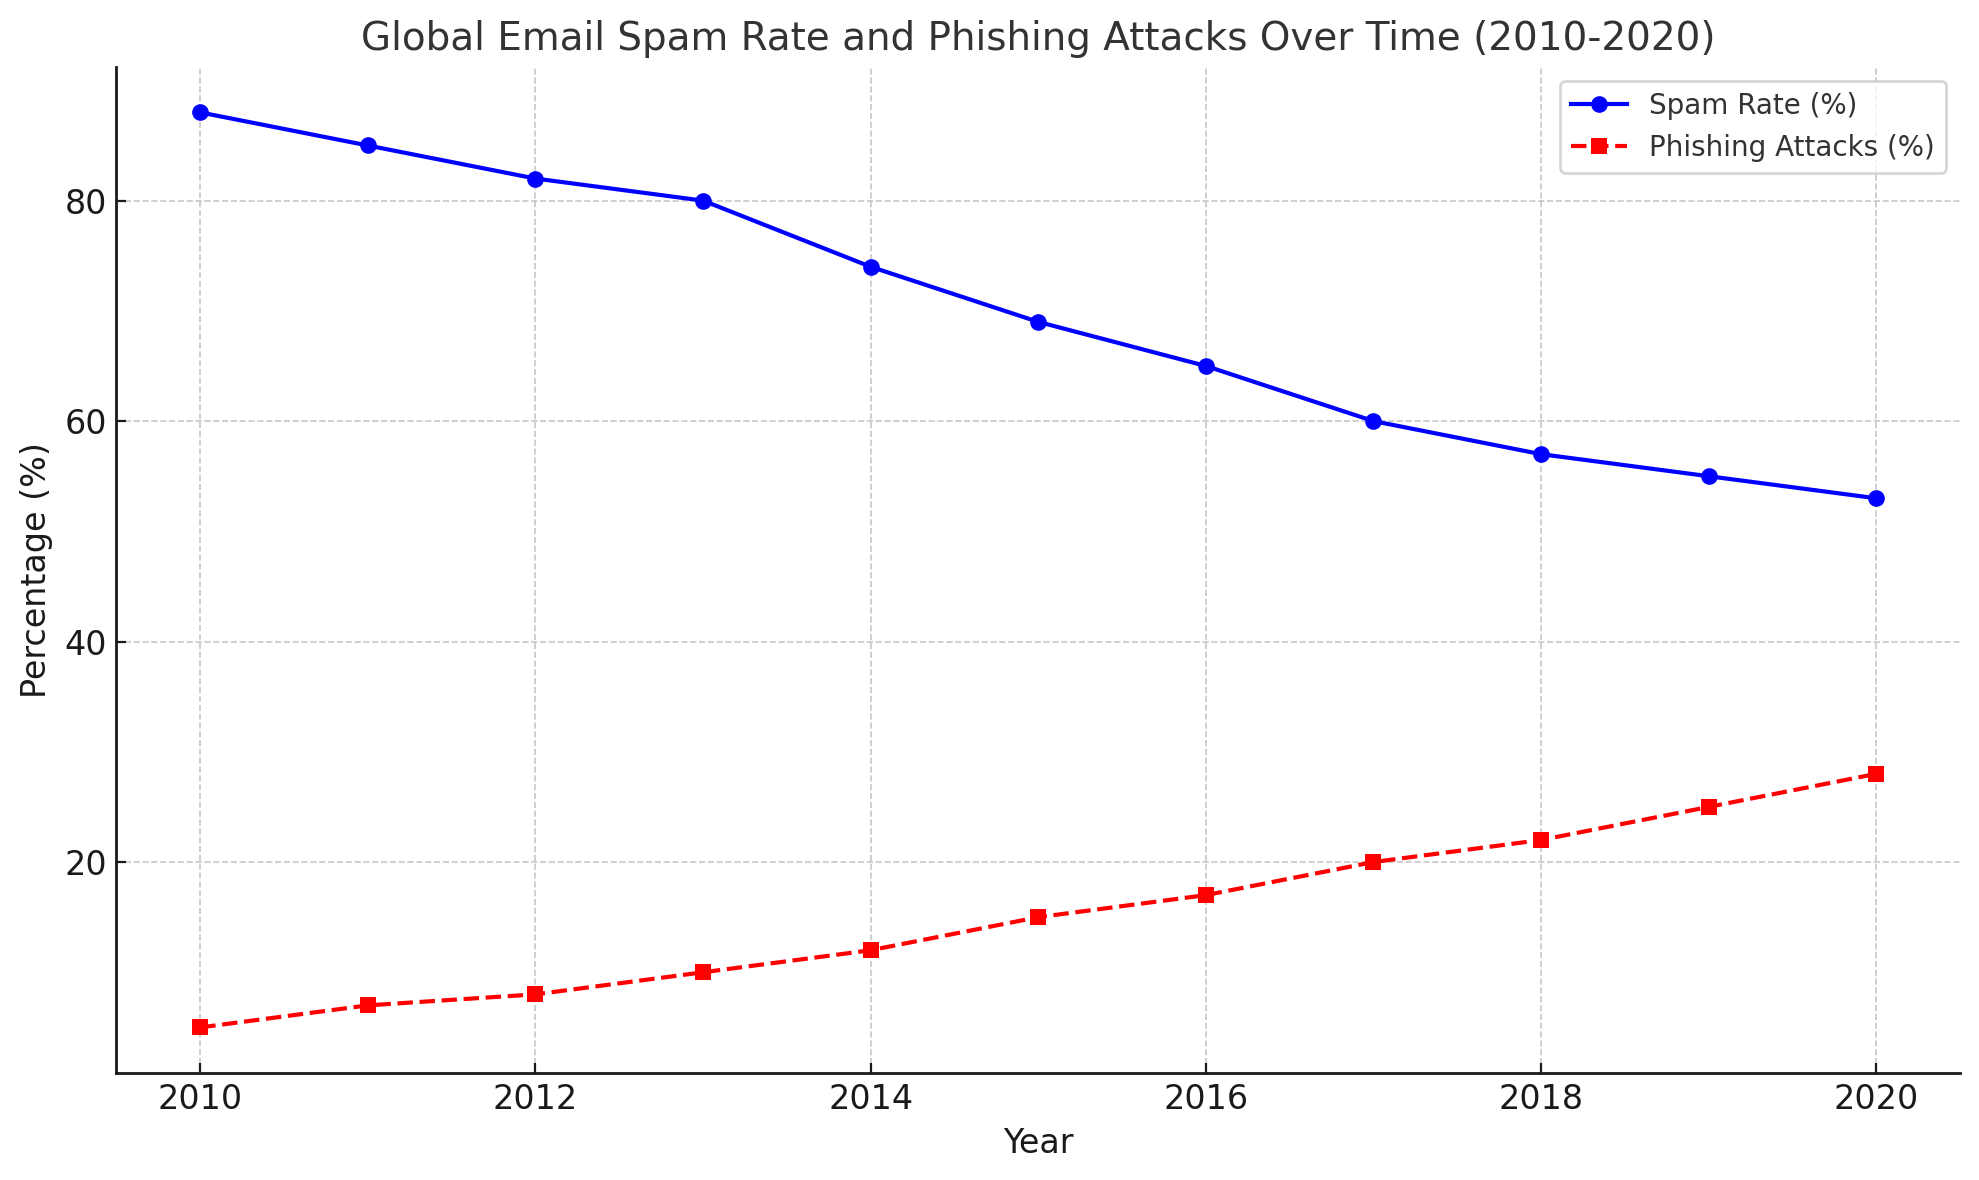 Global Email Spam Rate and Phishing Attacks Over Time (2010-2020)
Spam Rate (%)
Phishing Attacks (%)
Percentage (%)
80
60
40
20
2010 2012 2014 2016 2018 2020
Year